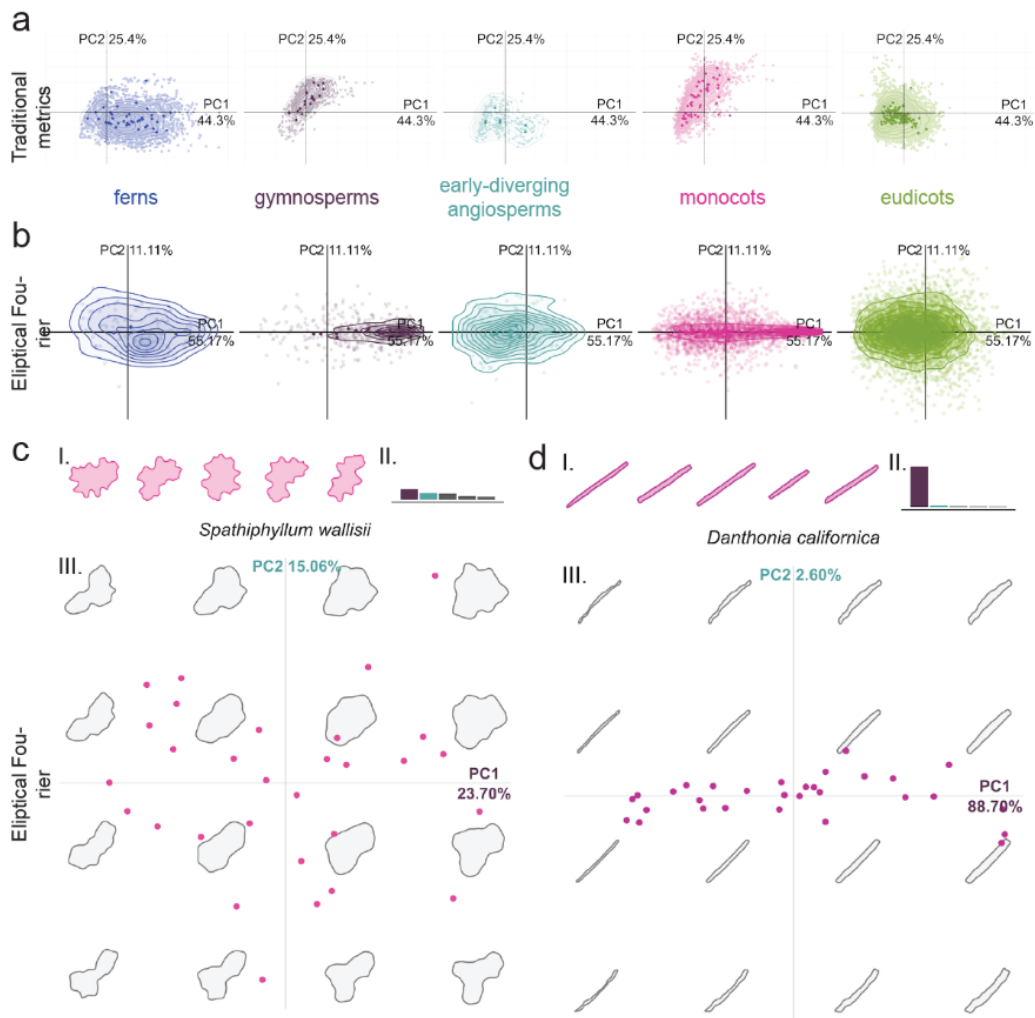 a
PC2 25.4%
PC2 25.4%
PC2 25.4%
PC2 25.4%
PC2 25.4%
Traditional
metrics
PC1
44.3%
PC1
44.3%
PC1
44.3%
PC1
44.3%
PC1
44.3%
ferns
gymnosperms
early-diverging
angiosperms
monocots
eudicots
b
PC2 11.11%
PC2 11.11%
PC2 11.11%
PC2 11.11%
PC2 11.11%
Eliptical Fou-
rier
PC1
55.17%
PC1
55.17%
PC1
55.17%
PC1
55.17%
PC1
55.17%
c
I.
II.
Spathiphyllum wallisii
III.
PC2 15.06%
Eliptical Fou-
rier
PC1
23.70%
d
I.
II.
Danthonia californica
III.
PC2 2.60%
PC1
88.70%